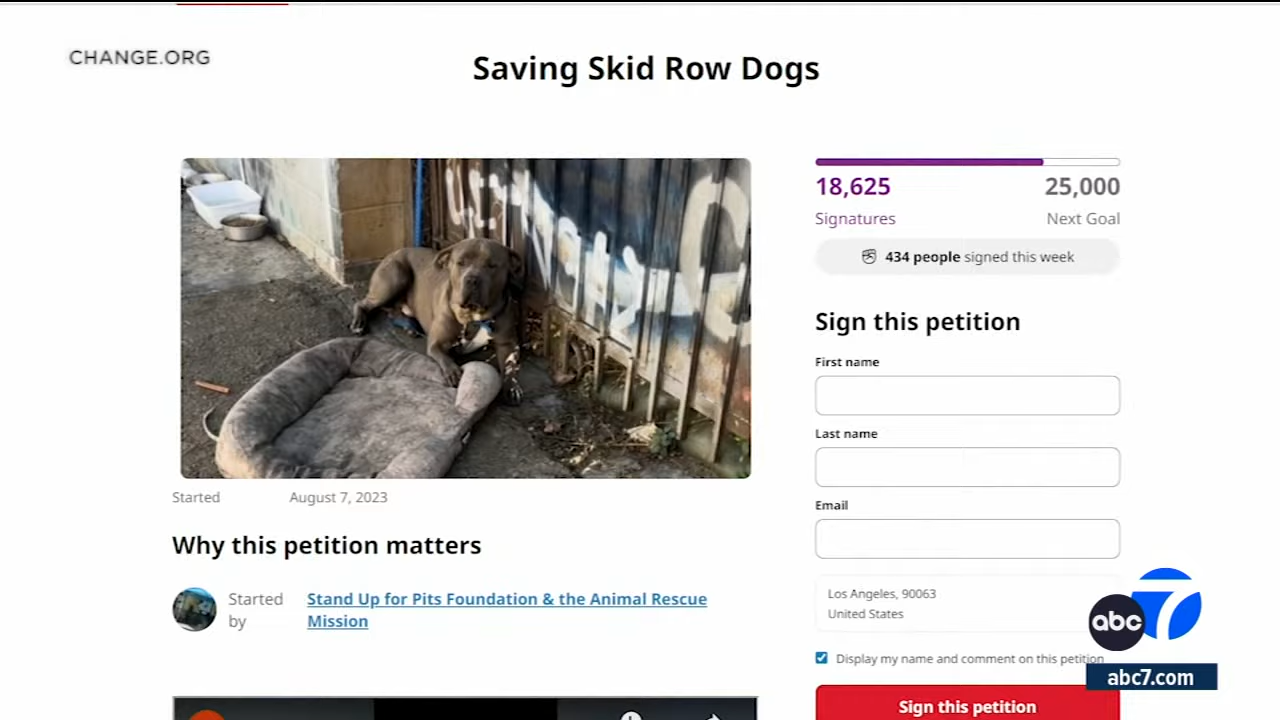 CHANGE.ORG
Saving Skid Row Dogs
18,625
25,000
Signatures
Next Goal
434 people signed this week
Sign this petition
First name
Last name
Email
Los Angeles, 90063
United States
Display my name and comment on this petition
Sign this petition
Started
August 7, 2023
Why this petition matters
Started
by
Stand Up for Pits Foundation & the Animal Rescue
Mission
abc 7
abc7.com